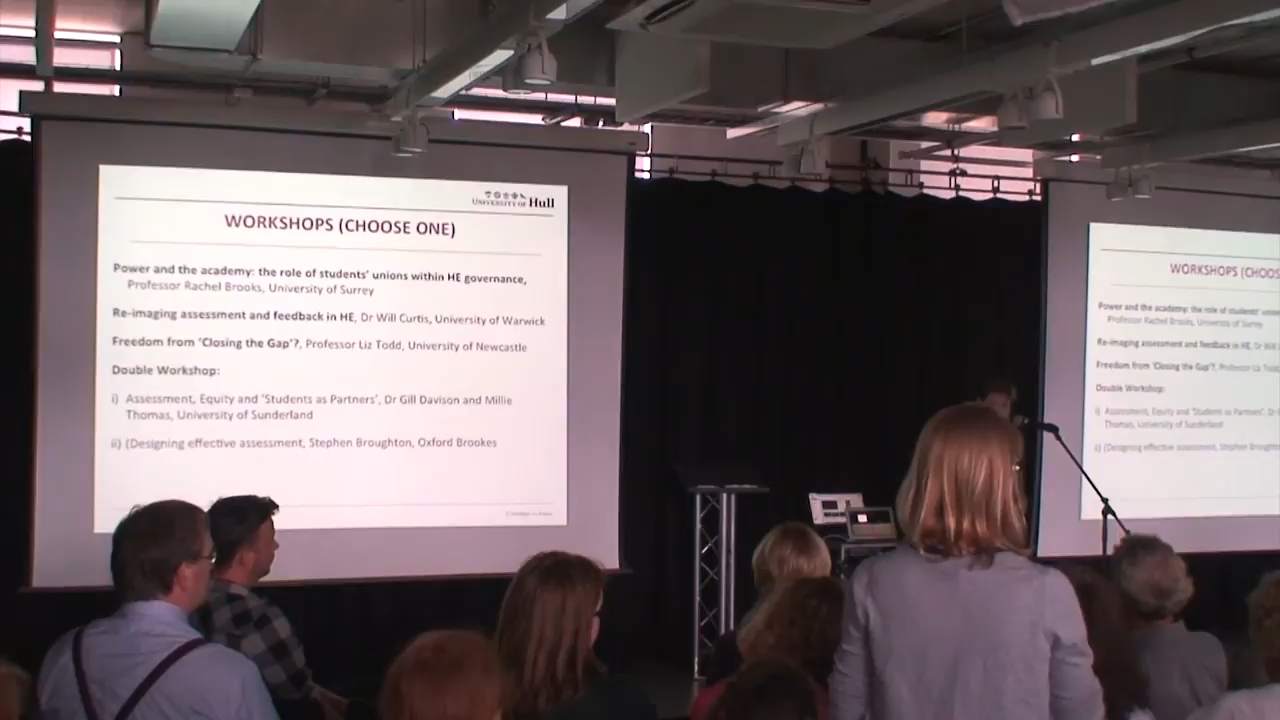 UNIVERSITY OF Hull
WORKSHOPS (CHOOSE ONE)
Power and the academy: the role of students' unions within HE governance,
Professor Rachel Brooks, University of Surrey
Re-imaging assessment and feedback in HE, Dr Will Curtis, University of Warwick
Freedom from 'Closing the Gap'?, Professor Liz Todd, University of Newcastle
Double Workshop:
i) Assessment, Equity and 'Students as Partners', Dr Gill Davison and Millie
Thomas, University of Sunderland
ii) (Designing effective assessment, Stephen Broughton, Oxford Brookes
WORKSHOPS (CHOOS
Power and the academy: the role of students'
Professor Rachel Brooks, University of Surrey
Re-imaging assessment and feedback in HE, Dr Will
Freedom from 'Closing the Gap'?, Professor Liz Todd,
Double Workshop:
i) Assessment, Equity and 'Students as Partners', D
Thomas, University of Sunderland
ii) (Designing effective assessment, Stephen